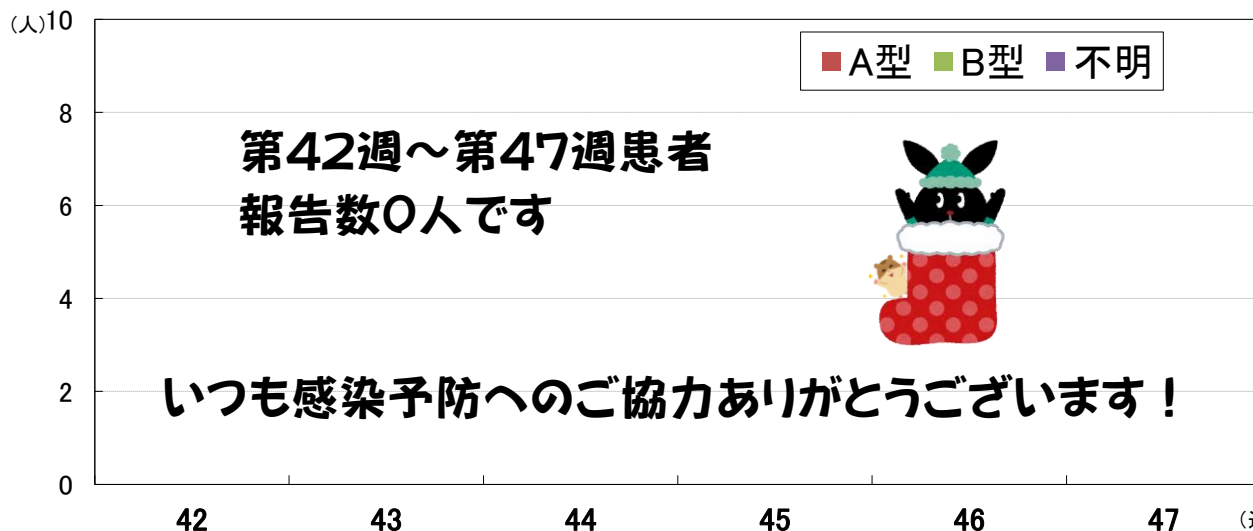 (人)10
A型 B型 不明
8
第42週～第47週患者
6
報告数0人です
4
いつも感染予防へのご協力ありがとうございます！
2
0
42 43 44 45 46 47